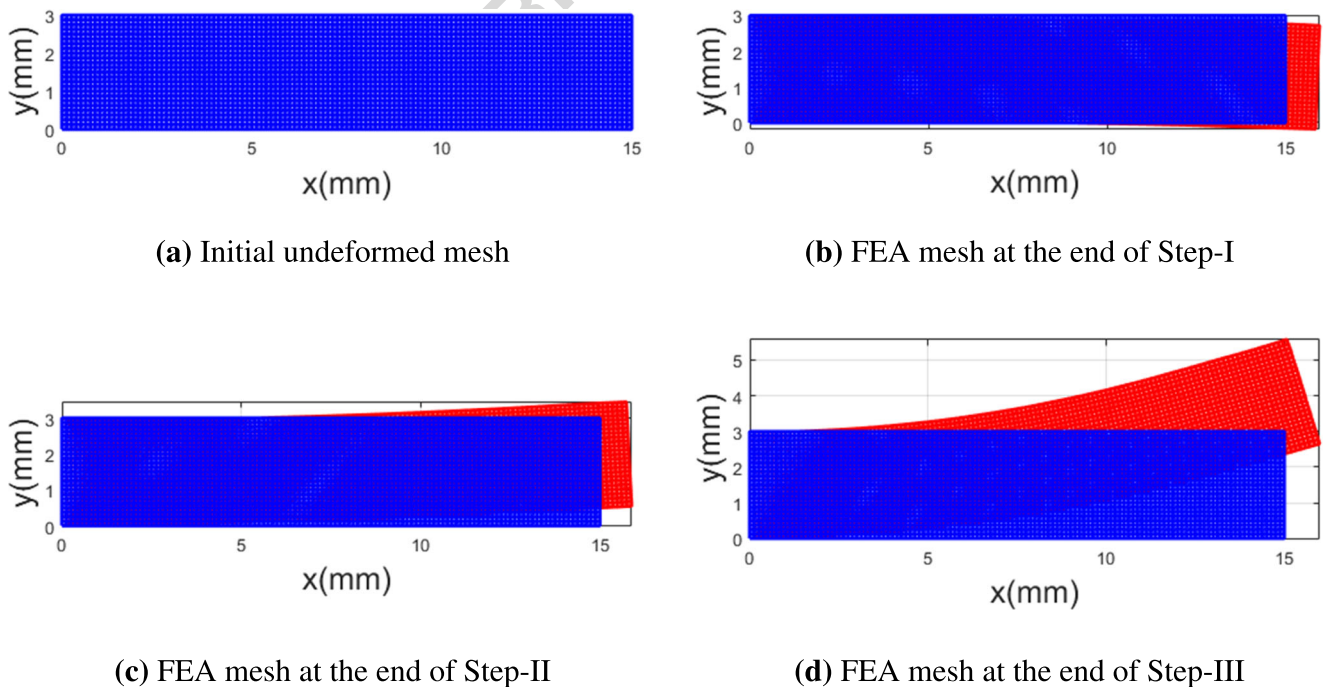 3
2
1
0
y(mm)
0 5 10 15
x(mm)
(a) Initial undeformed mesh
3
2
1
0
y(mm)
5 10 15
x(mm)
(b) FEA mesh at the end of Step-I
3
2
1
0
y(mm)
0 5 10 15
x(mm)
(c) FEA mesh at the end of Step-II
5
4
3
2
1
0
y(mm)
0 5 10 15
x(mm)
(d) FEA mesh at the end of Step-III